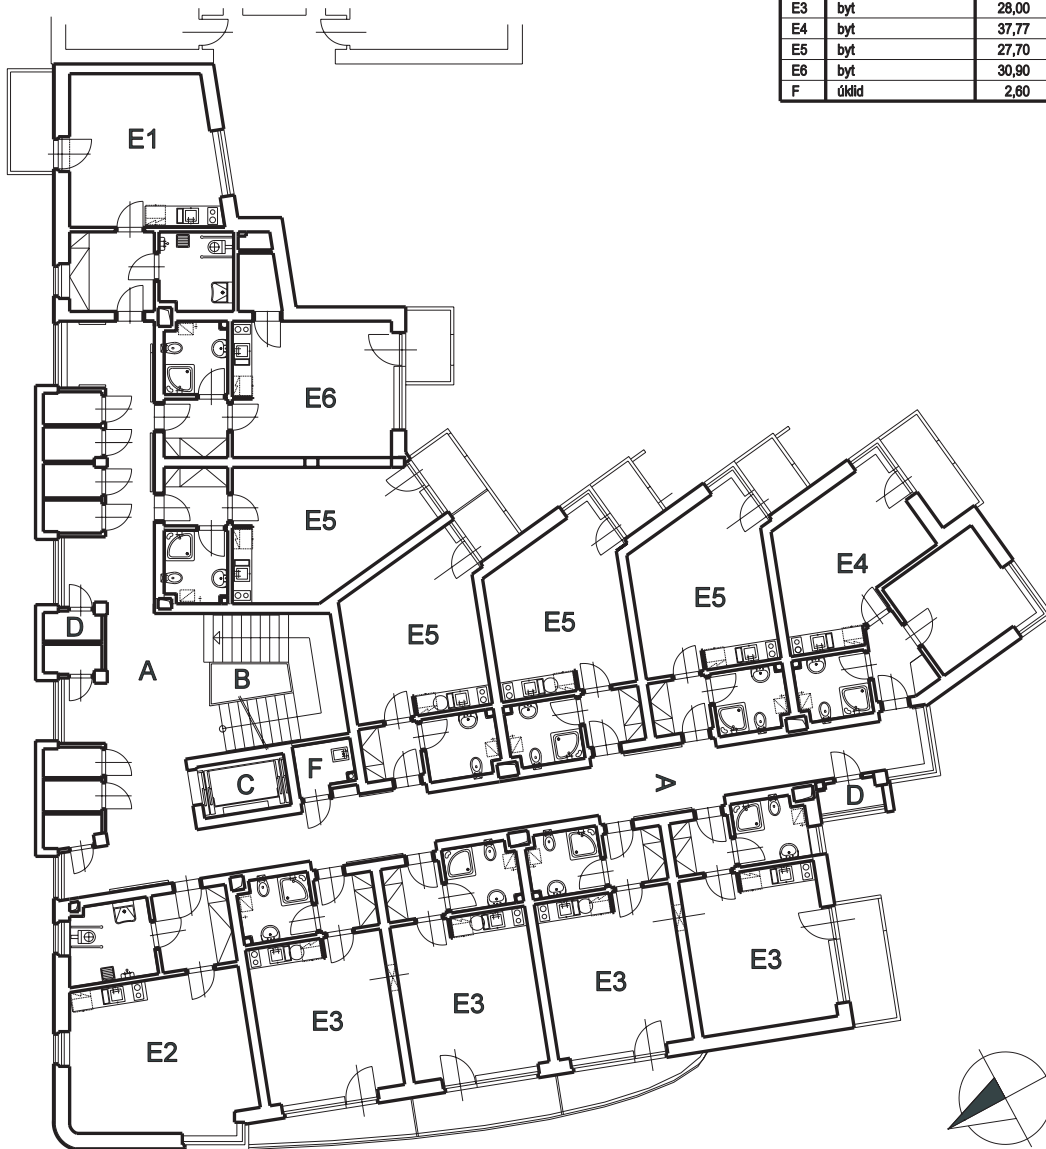 E3 byt 28,00
E4 byt 37,77
E5 byt 27,70
E6 byt 30,90
F úklid 2,60
E1
E6
E5
E4
E5
E5
E5
D
A
B
C
F
A
D
E3
E3
E3
E3
E2